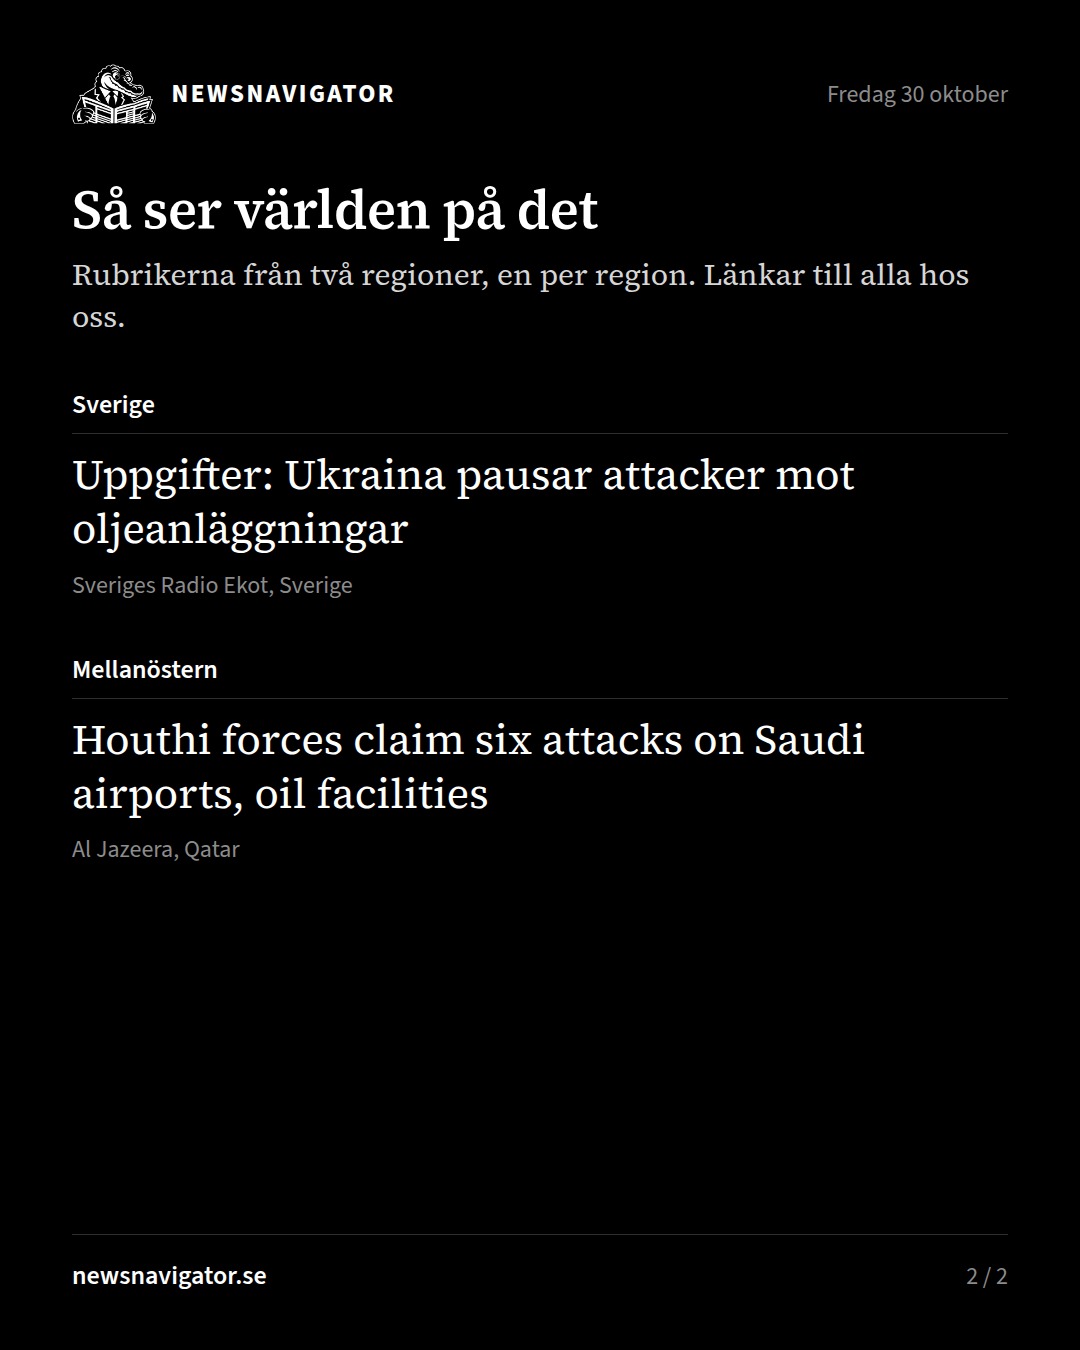 NEWSNAVIGATOR
Fredag 30 oktober
Så ser världen på det
Rubrikerna från två regioner, en per region. Länkar till alla hos
oss.
Sverige
Uppgifter: Ukraina pausar attacker mot
oljeanläggningar
Sveriges Radio Ekot, Sverige
Mellanöstern
Houthi forces claim six attacks on Saudi
airports, oil facilities
Al Jazeera, Qatar
newsnavigator.se
2 / 2